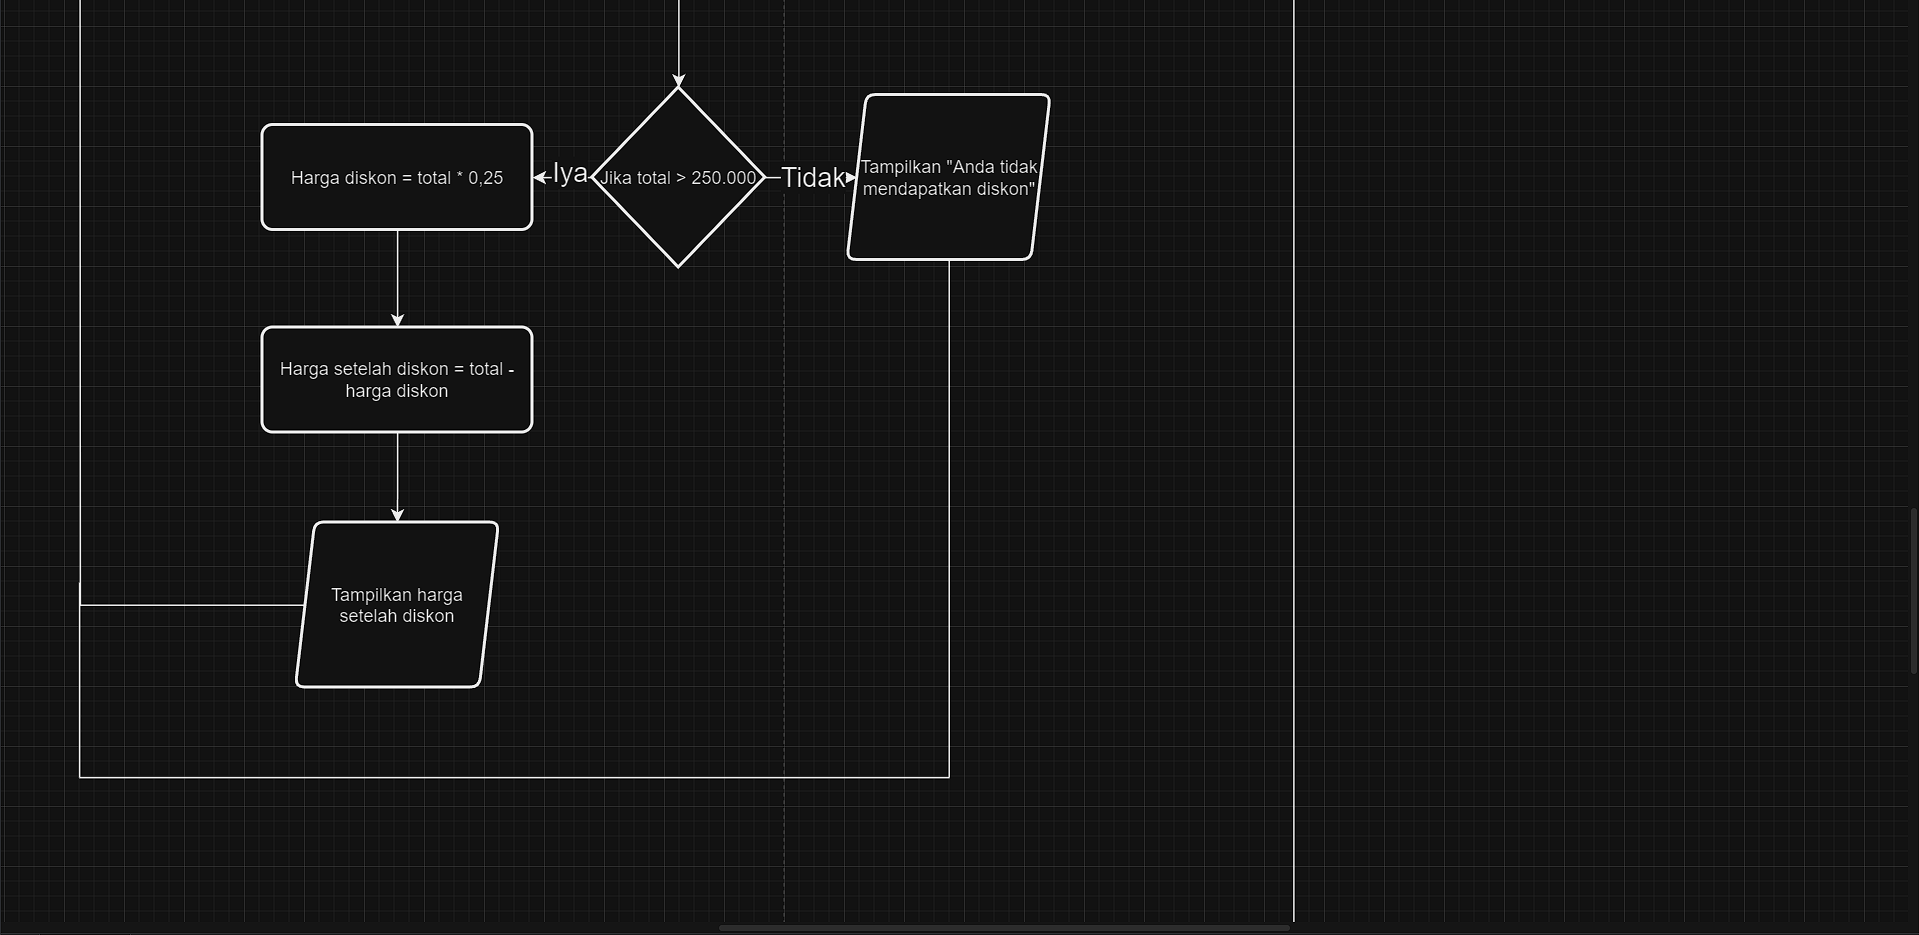 Harga diskon = total * 0,25
Iya
Jika total > 250.000
Tidak
Tampilkan "Anda tidak
mendapatkan diskon"
Harga setelah diskon = total -
harga diskon
Tampilkan harga
setelah diskon